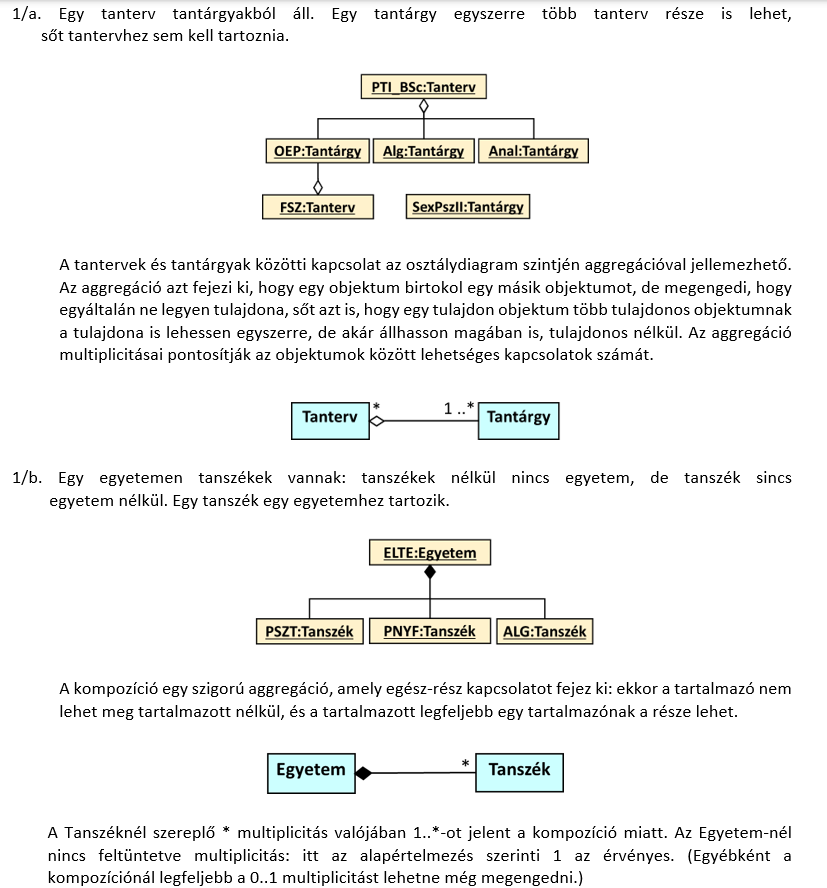 1/a. Egy tanterv tantárgyakból áll. Egy tantárgy egyszerre több tanterv része is lehet,
sőt tantervhez sem kell tartoznia.
PTI_BSc:Tanterv
OEP:Tantárgy Alg:Tantárgy Anal:Tantárgy
FSZ:Tanterv SexPszII:Tantárgy
A tantervek és tantárgyak közötti kapcsolat az osztálydiagram szintjén aggregációval jellemezhető.
Az aggregáció azt fejezi ki, hogy egy objektum birtokol egy másik objektumot, de megengedi, hogy
egyáltalán ne legyen tulajdona, sőt azt is, hogy egy tulajdon objektum több tulajdonos objektumnak
a tulajdona is lehessen egyszerre, de akár állhasson magában is, tulajdonos nélkül. Az aggregáció
multiplicitásai pontosítják az objektumok között lehetséges kapcsolatok számát.
Tanterv * 1 ..* Tantárgy
1/b. Egy egyetemen tanszékek vannak: tanszékek nélkül nincs egyetem, de tanszék sincs
egyetem nélkül. Egy tanszék egy egyetemhez tartozik.
ELTE:Egyetem
PSZT:Tanszék PNYF:Tanszék ALG:Tanszék
A kompozíció egy szigorú aggregáció, amely egész-rész kapcsolatot fejez ki: ekkor a tartalmazó nem
lehet meg tartalmazott nélkül, és a tartalmazott legfeljebb egy tartalmazónak a része lehet.
Egyetem * Tanszék
A Tanszéknél szereplő * multiplicitás valójában 1..*-ot jelent a kompozíció miatt. Az Egyetem-nél
nincs feltüntetve multiplicitás: itt az alapértelmezés szerinti 1 az érvényes. (Egyébként a
kompozíciónál legfeljebb a 0..1 multiplicitást lehetne még megengedni.)